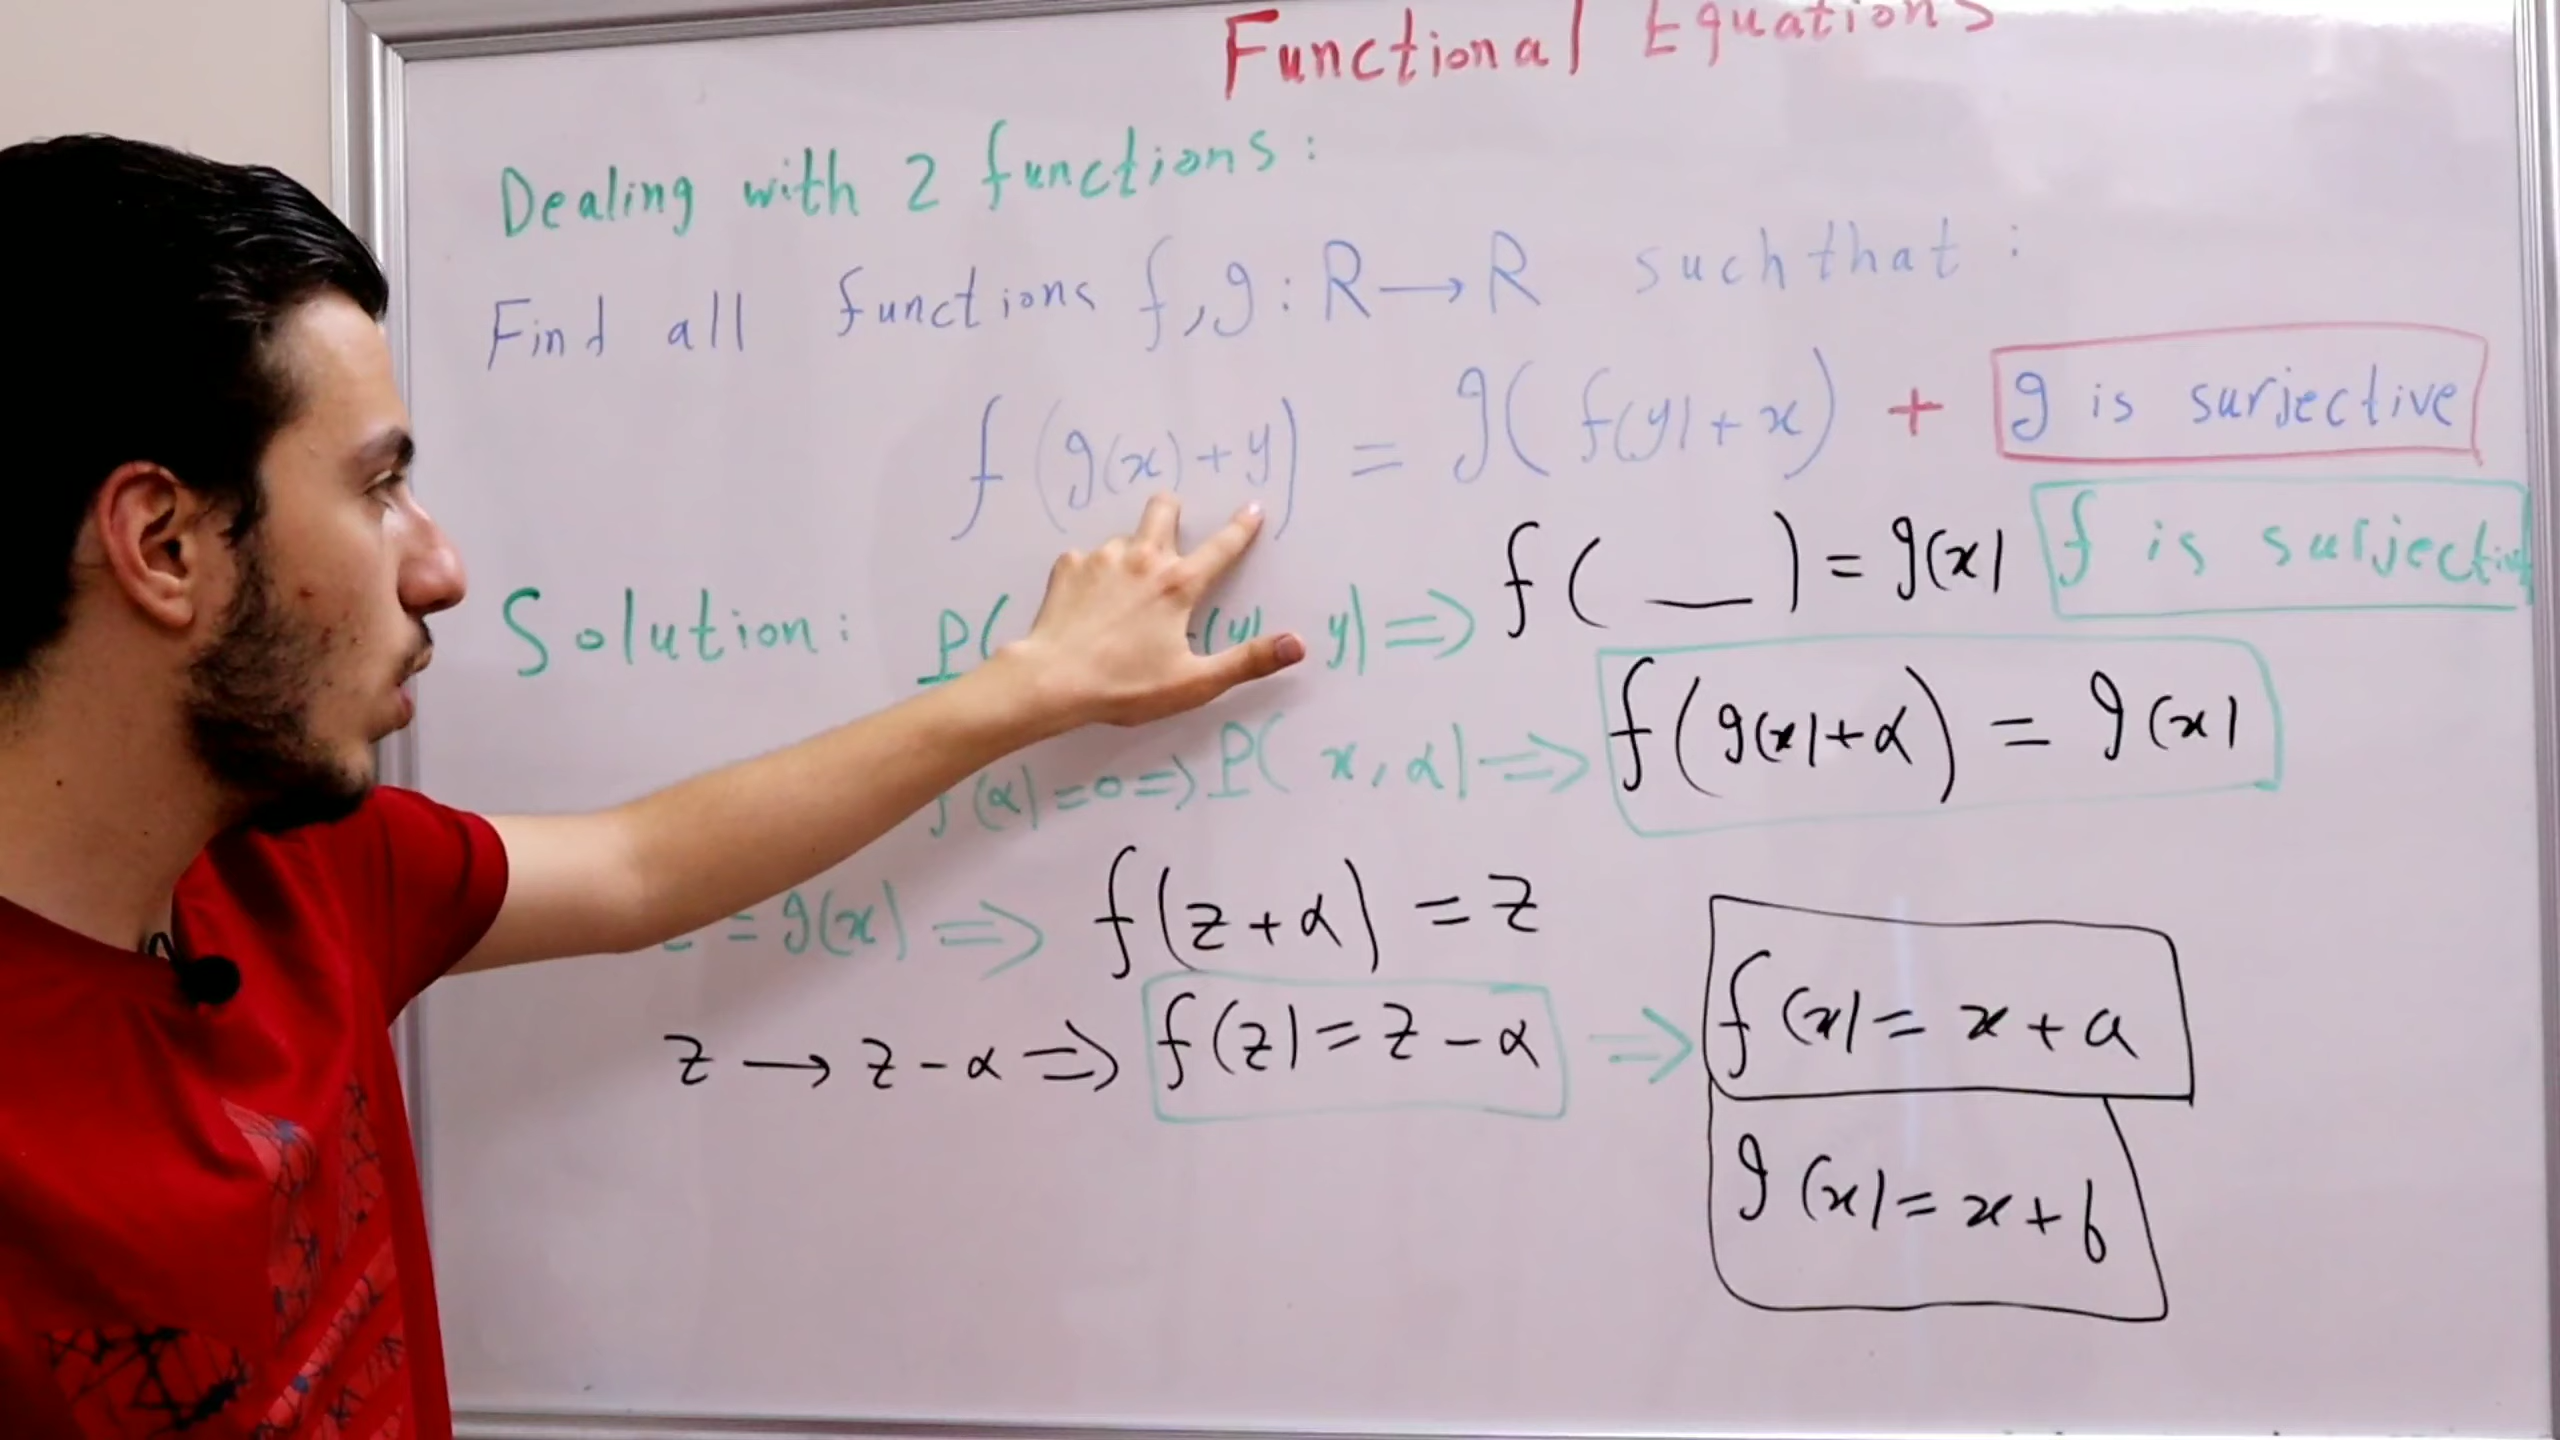 Functional Equations
Dealing with 2 functions:
Find all functions f,g: R→R such that:
f(g(x)+y) = g(f(y)+x) + g is surjective
f is surjective
Solution: P( (y) y) ⇒ f( __ ) = g(x)
f(α)=0 ⇒ P(x, α) ⇒ f(g(x)+α) = g(x)
z = g(x) ⇒ f(z+α) = z
z → z-α ⇒ f(z) = z-α ⇒ f(x) = x+a
g(x) = x+b